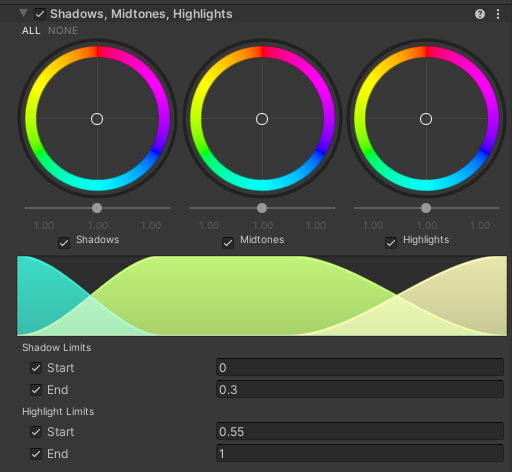 Shadows, Midtones, Highlights
ALL NONE
1.00 1.00 1.00 1.00 1.00 1.00 1.00 1.00 1.00
Shadows Midtones Highlights
Shadow Limits
Start 0
End 0.3
Highlight Limits
Start 0.55
End 1